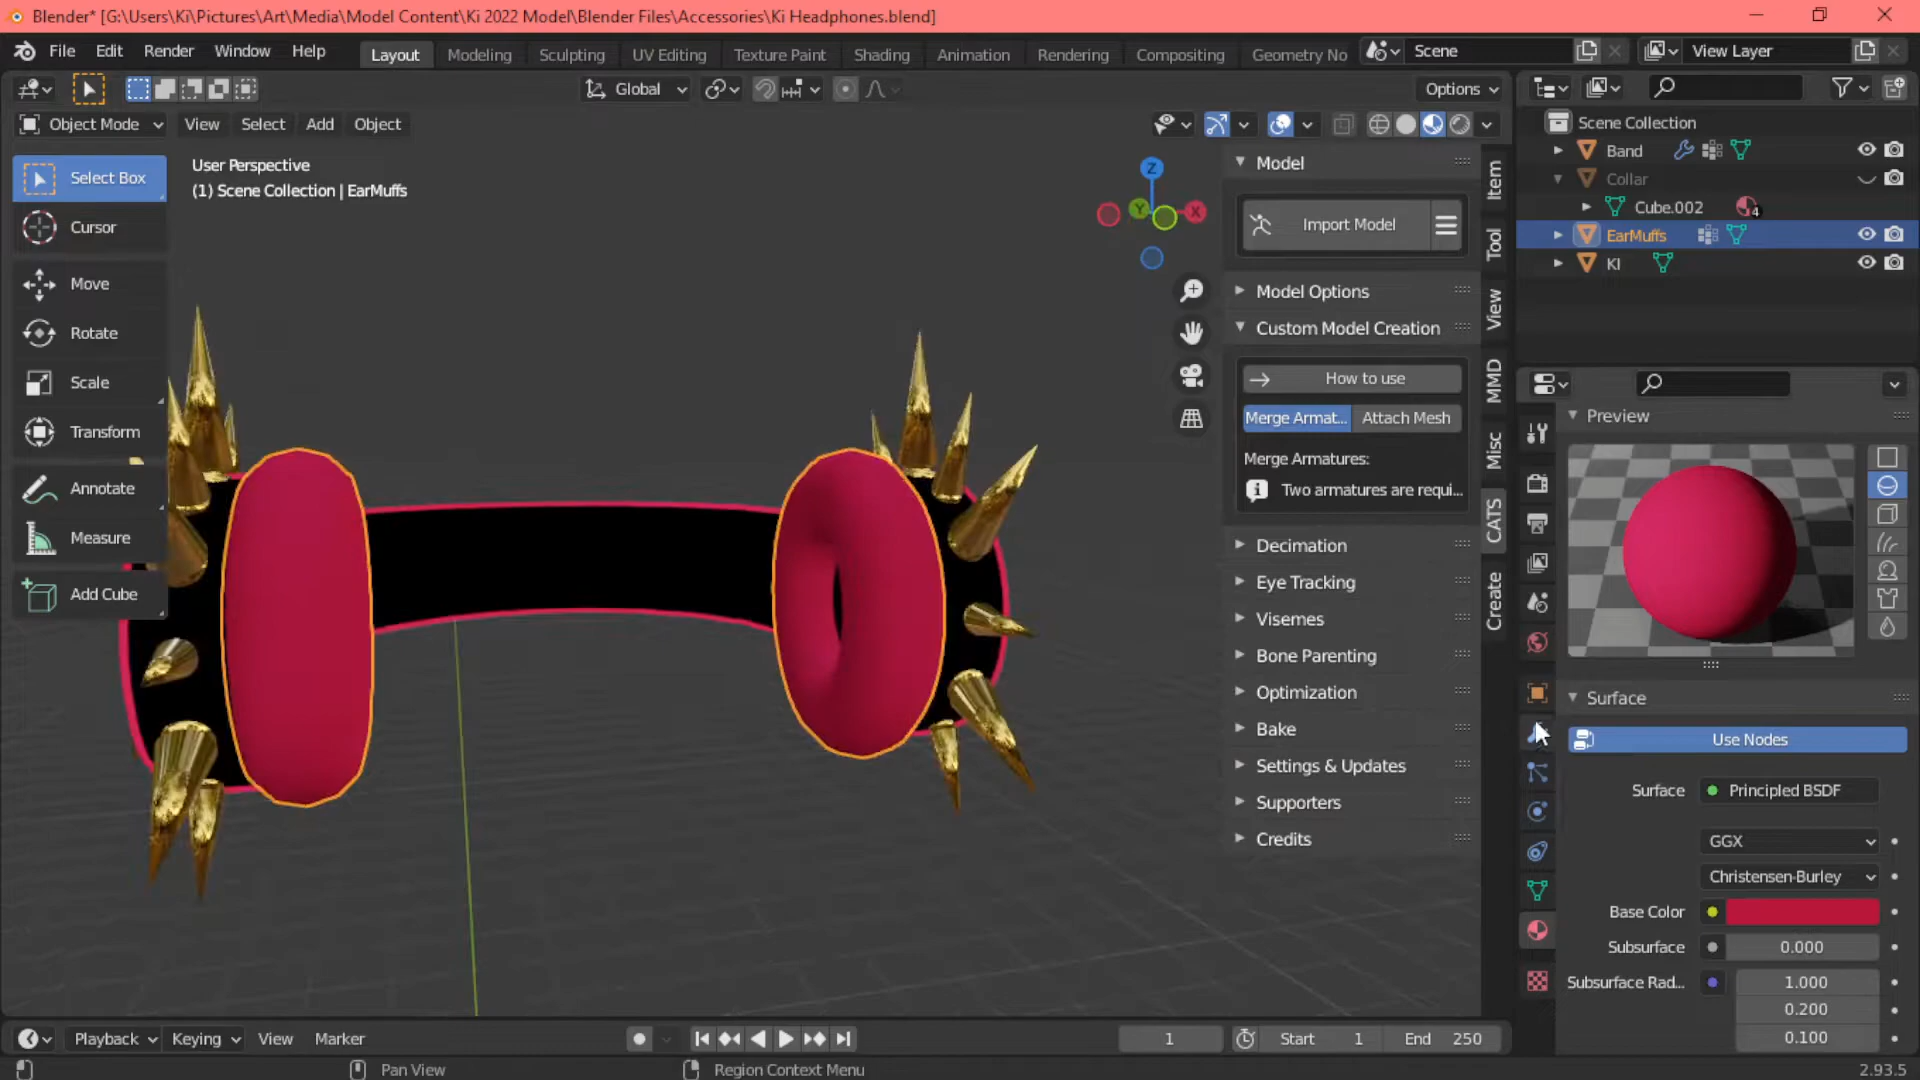 Blender* [G:\Users\Ki\Pictures\Art\Media\Model Content\Ki 2022 Model\Blender Files\Accessories\Ki Headphones.blend]
File Edit Render Window Help Layout Modeling Sculpting UV Editing Texture Paint Shading Animation Rendering Compositing Geometry No Scene View Layer
Global Options
Object Mode View Select Add Object
Select Box
Cursor
Move
Rotate
Scale
Transform
Annotate
Measure
Add Cube
User Perspective
(1) Scene Collection | EarMuffs
Z
Y
X
Model
Import Model
Model Options
Custom Model Creation
How to use
Merge Armat... Attach Mesh
Merge Armatures:
Two armatures are requi...
Decimation
Eye Tracking
Visemes
Bone Parenting
Optimization
Bake
Settings & Updates
Supporters
Credits
Item
Tool
View
MMD
Misc
CATS
Create
Scene Collection
Band
Collar
Cube.002 4
EarMuffs
KI
Preview
Surface
Use Nodes
Surface Principled BSDF
GGX
Christensen-Burley
Base Color
Subsurface 0.000
Subsurface Rad... 1.000
0.200
0.100
Playback Keying View Marker 1 Start 1 End 250
Pan View Region Context Menu 2.93.5